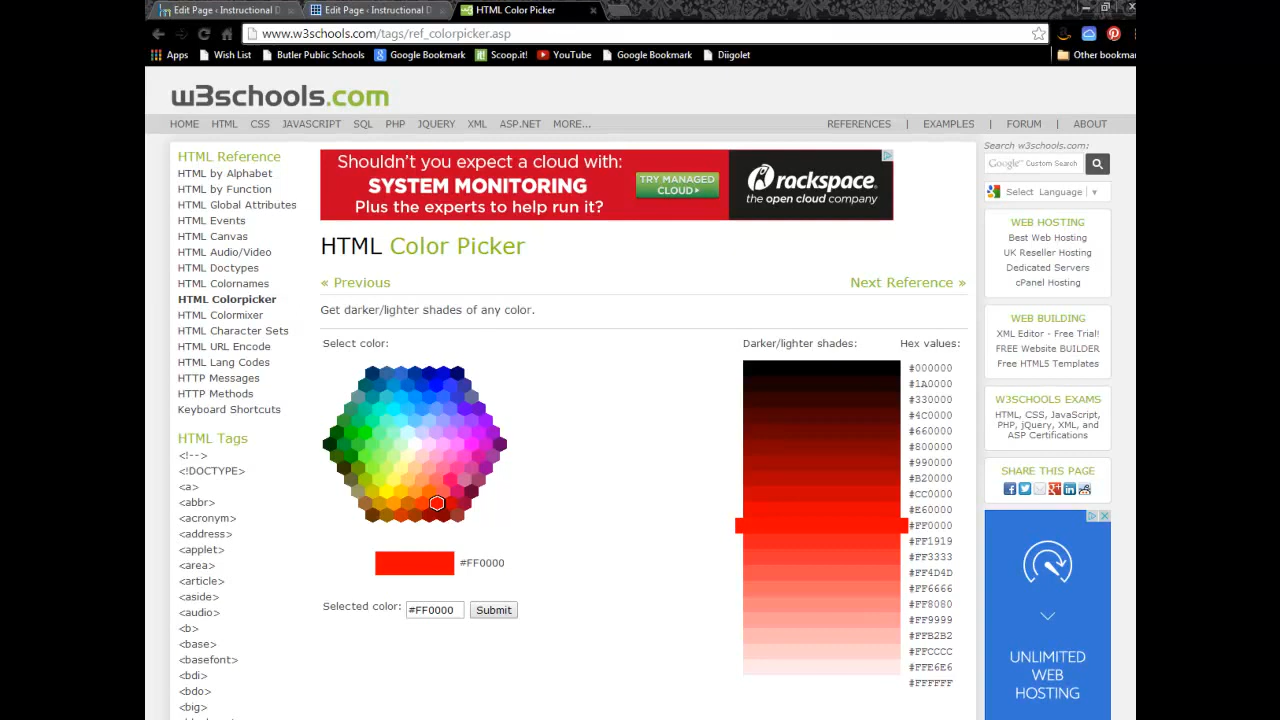 Edit Page ‹ Instructional D
Edit Page ‹ Instructional D
HTML Color Picker
www.w3schools.com/tags/ref_colorpicker.asp
Apps
Wish List
Butler Public Schools
Google Bookmark
Scoop.it!
YouTube
Google Bookmark
Diigolet
Other bookmar
w3schools.com
HOME HTML CSS JAVASCRIPT SQL PHP JQUERY XML ASP.NET MORE...
REFERENCES | EXAMPLES | FORUM | ABOUT
HTML Reference
HTML by Alphabet
HTML by Function
HTML Global Attributes
HTML Events
HTML Canvas
HTML Audio/Video
HTML Doctypes
HTML Colornames
HTML Colorpicker
HTML Colormixer
HTML Character Sets
HTML URL Encode
HTML Lang Codes
HTTP Messages
HTTP Methods
Keyboard Shortcuts
HTML Tags
<!-->
<!DOCTYPE>
<a>
<abbr>
<acronym>
<address>
<applet>
<area>
<article>
<aside>
<audio>
<b>
<base>
<basefont>
<bdi>
<bdo>
<big>
Shouldn't you expect a cloud with:
SYSTEM MONITORING
Plus the experts to help run it?
TRY MANAGED
CLOUD▸
rackspace.
the open cloud company
HTML Color Picker
« Previous
Next Reference »
Get darker/lighter shades of any color.
Select color:
#FF0000
Selected color: #FF0000 Submit
Darker/lighter shades: Hex values:
#000000
#1A0000
#330000
#4C0000
#660000
#800000
#990000
#B20000
#CC0000
#E60000
#FF0000
#FF1919
#FF3333
#FF4D4D
#FF6666
#FF8080
#FF9999
#FFB2B2
#FFCCCC
#FFE6E6
#FFFFFF
Search w3schools.com:
Google™ Custom Search
Select Language
WEB HOSTING
Best Web Hosting
UK Reseller Hosting
Dedicated Servers
cPanel Hosting
WEB BUILDING
XML Editor - Free Trial!
FREE Website BUILDER
Free HTML5 Templates
W3SCHOOLS EXAMS
HTML, CSS, JavaScript,
PHP, jQuery, XML, and
ASP Certifications
SHARE THIS PAGE
UNLIMITED
WEB
HOSTING